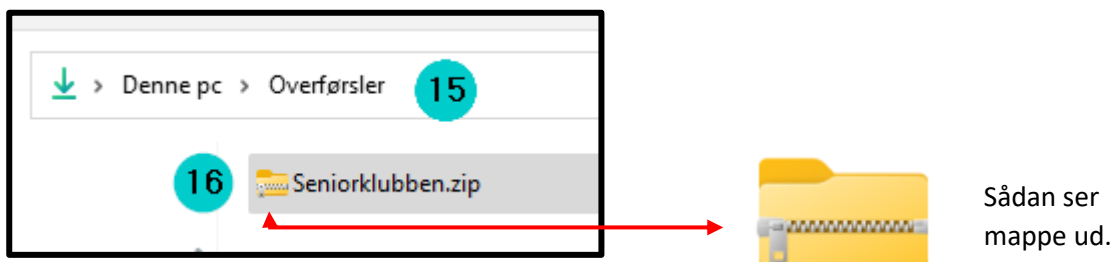 Denne pc > Overførsler 15
16 Seniorklubben.zip
Sådan ser
mappe ud.